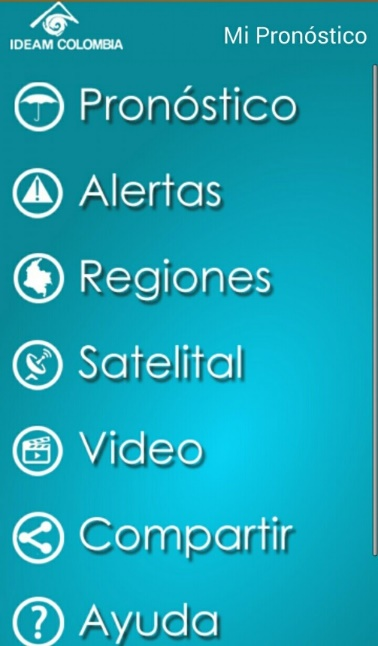 IDEAM COLOMBIA
Mi Pronóstico
Pronóstico
Alertas
Regiones
Satelital
Video
Compartir
? Ayuda